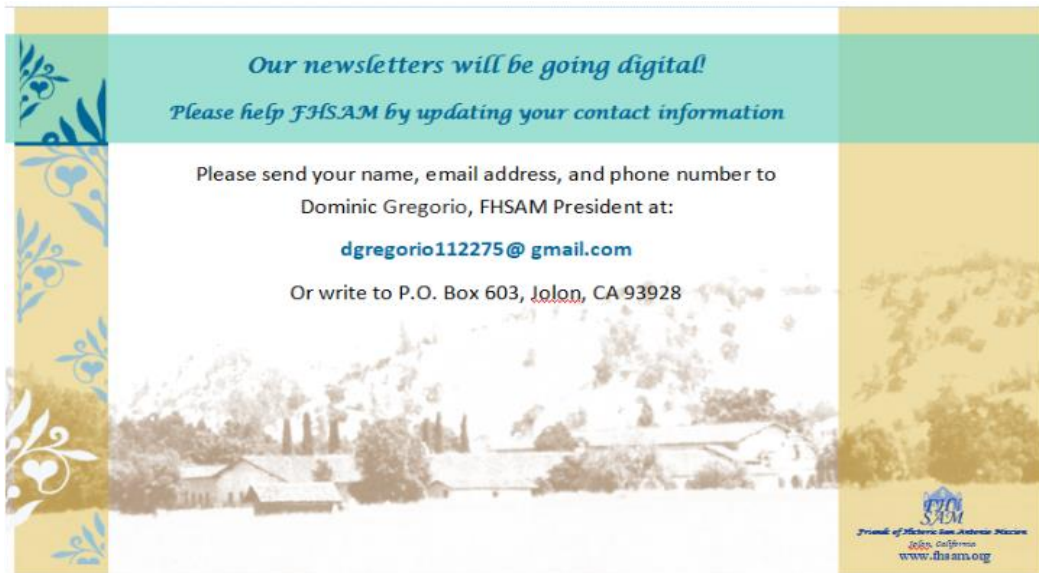 Our newsletters will be going digital!
Please help FHSAM by updating your contact information
Please send your name, email address, and phone number to
Dominic Gregorio, FHSAM President at:
dgregorio112275@ gmail.com
Or write to P.O. Box 603, Jolon, CA 93928
FH
SAM
Friends of Historic San Antonio Mission
Jolon, California
www.fhsam.org